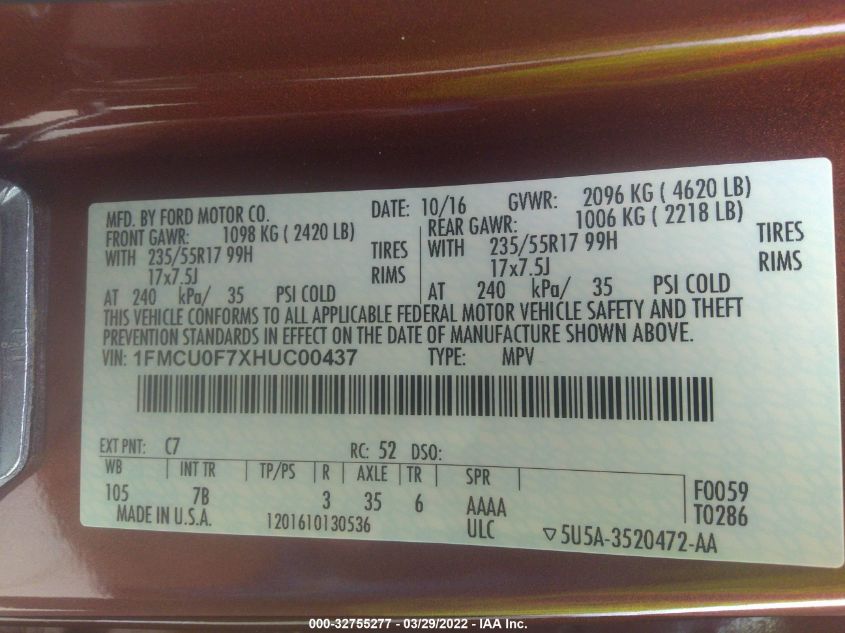 MFD. BY FORD MOTOR CO. DATE: 10/16 GVWR: 2096 KG ( 4620 LB)
FRONT GAWR: 1098 KG ( 2420 LB) REAR GAWR: 1006 KG ( 2218 LB)
WITH 235/55R17 99H TIRES WITH 235/55R17 99H TIRES
17x7.5J RIMS 17x7.5J RIMS
AT 240 kPa/ 35 PSI COLD AT 240 kPa/ 35 PSI COLD
THIS VEHICLE CONFORMS TO ALL APPLICABLE FEDERAL MOTOR VEHICLE SAFETY AND THEFT
PREVENTION STANDARDS IN EFFECT ON THE DATE OF MANUFACTURE SHOWN ABOVE.
VIN: 1FMCU0F7XHUC00437 TYPE: MPV
EXT PNT: C7 RC: 52 DSO:
WB INT TR TP/PS R AXLE TR SPR
105 7B 3 35 6 AAAA F0059
MADE IN U.S.A. 1201610130536 ULC T0286
▽5U5A-3520472-AA
000-32755277 - 03/29/2022 - IAA Inc.